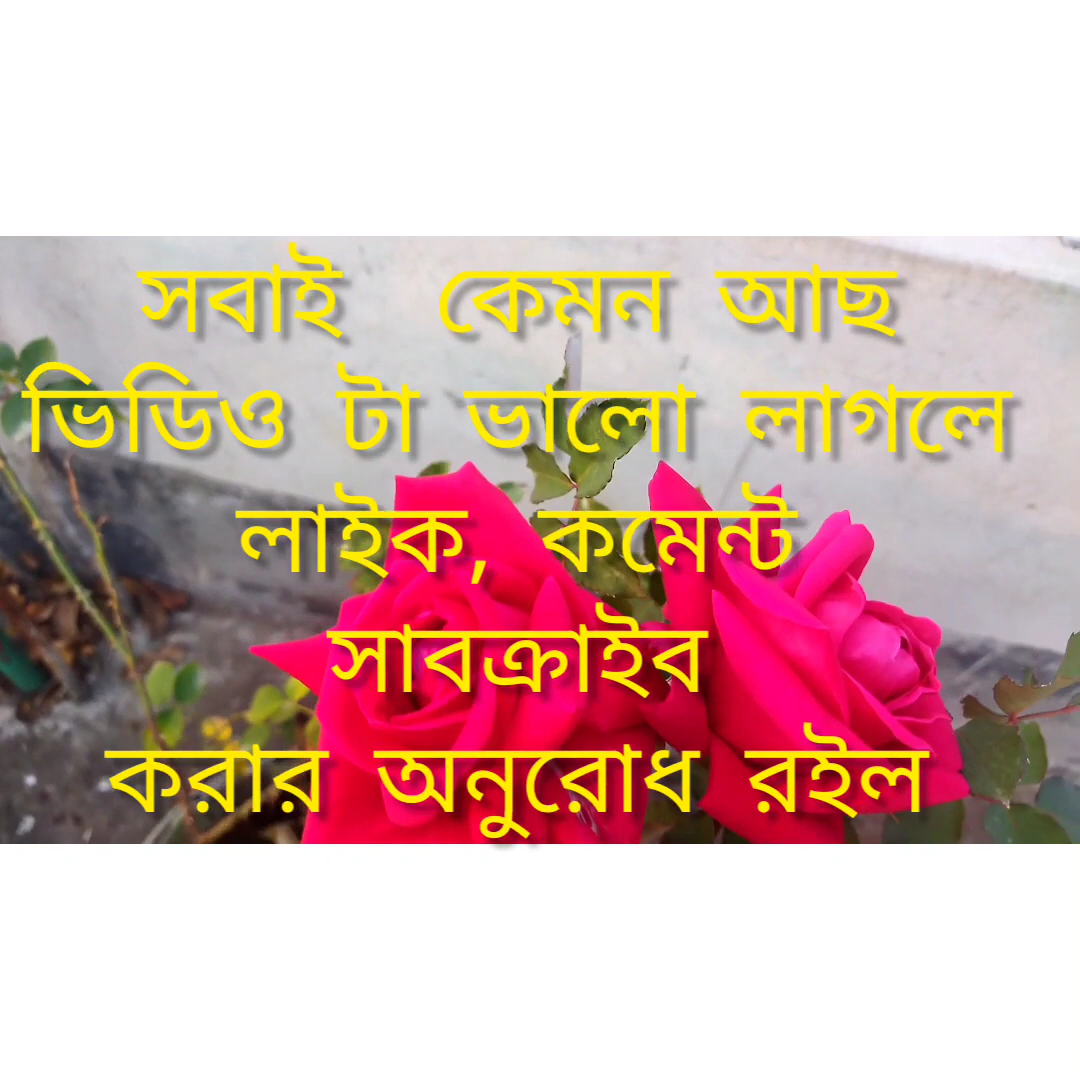 সবাই কেমন আছ
ভিডিও টা ভালো লাগলে
লাইক, কমেন্ট
সাবক্রাইব
করার অনুরোধ রইল